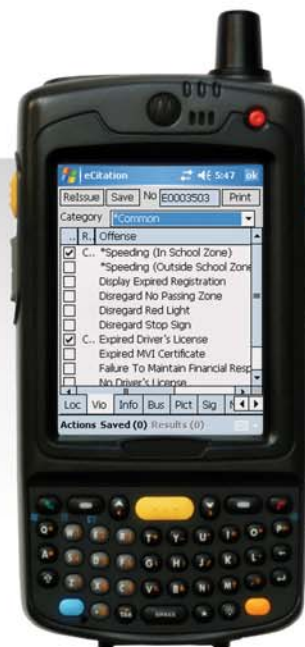 eCitation 5:47 ok
ReIssue Save No E0003503 Print
Category *Common
.. R.. Offense
C.. *Speeding (In School Zone)
*Speeding (Outside School Zone
Display Expired Registration
Disregard No Passing Zone
Disregard Red Light
Disregard Stop Sign
C.. Expired Driver's License
Expired MVI Certificate
Failure To Maintain Financial Resp
No Driver's License
Loc Vio Info Bus Pict Sig
Actions Saved (0) Results (0)
Q E R T Y U I O P
A G H J K L
Z X C V B N M
TAB SPACE